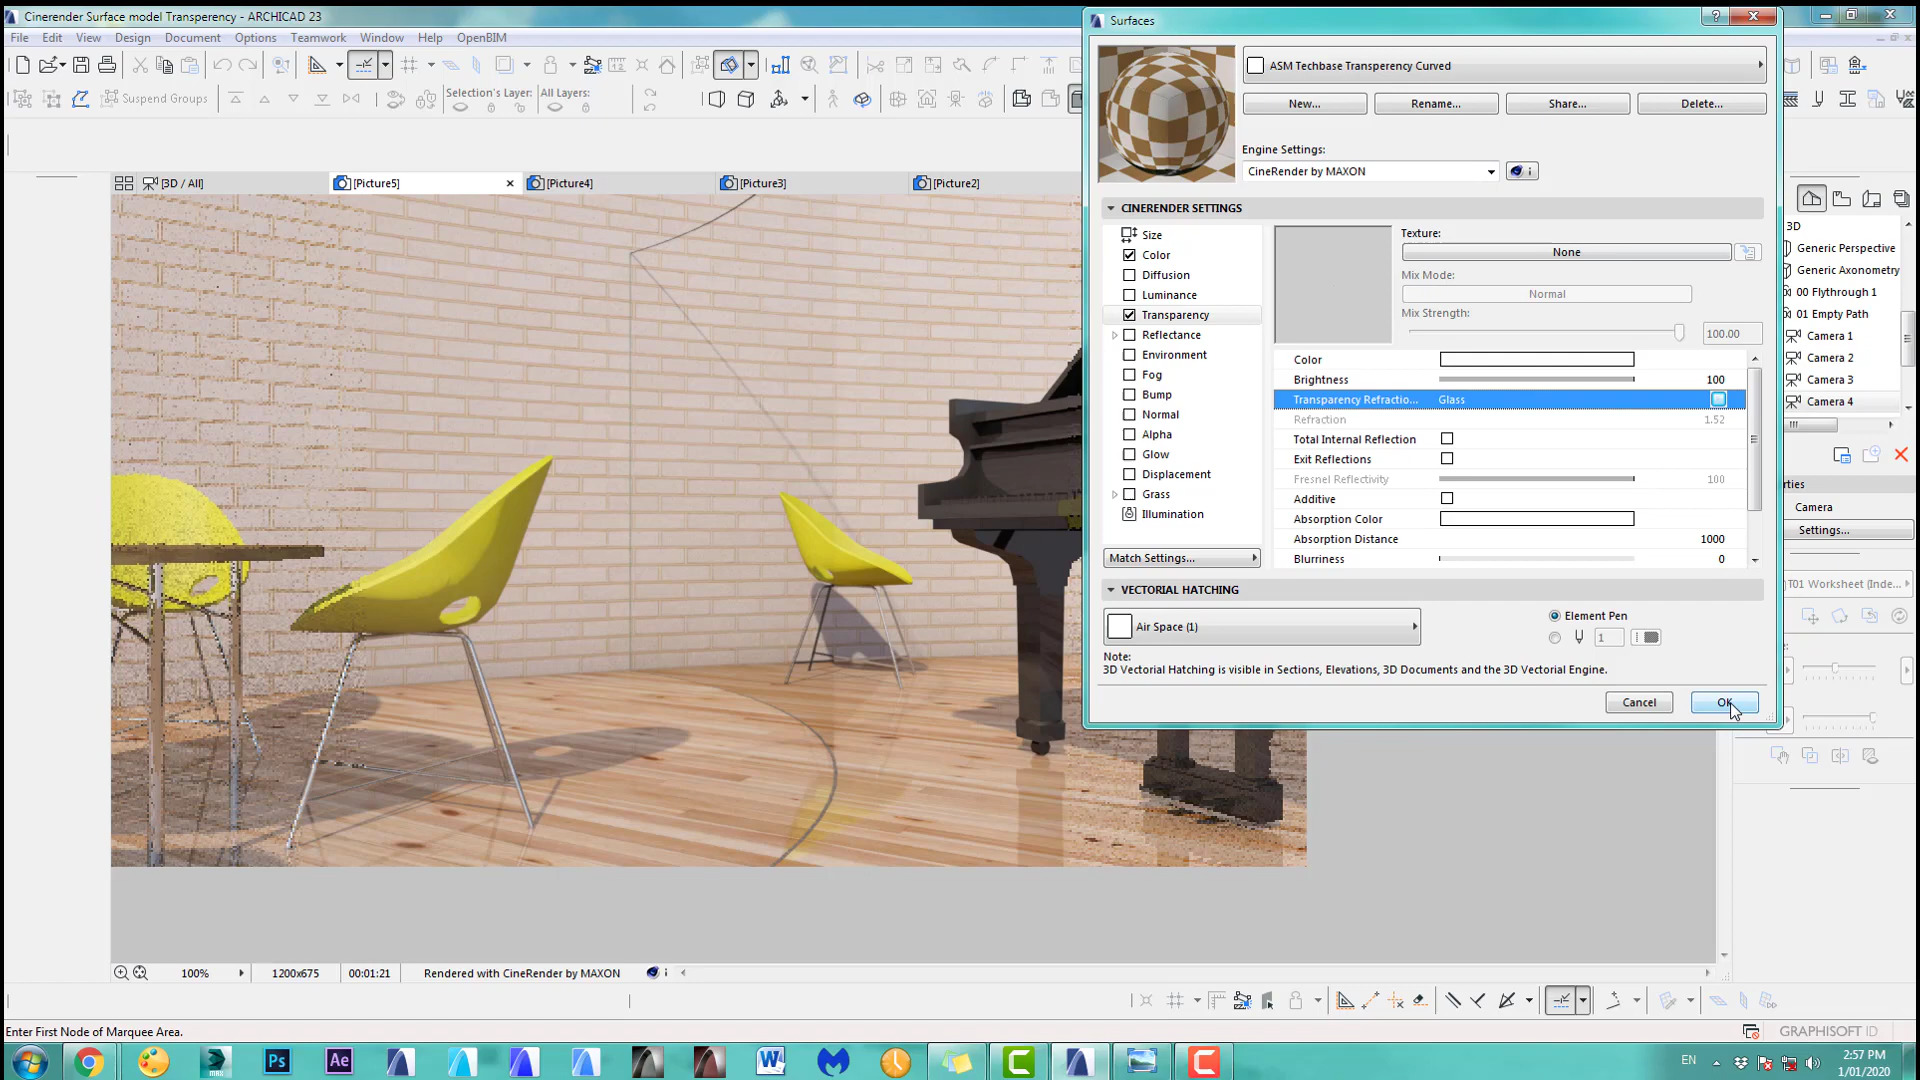 Cinerender Surface model Transperency - ARCHICAD 23
File Edit View Design Document Options Teamwork Window Help OpenBIM
Suspend Groups
Selection's Layer:
All Layers:
[3D / All]
[Picture5]
[Picture4]
[Picture3]
[Picture2]
Surfaces
ASM Techbase Transparency Curved
New... Rename... Share... Delete...
Engine Settings:
CineRender by MAXON
i
CINERENDER SETTINGS
Size
Color
Diffusion
Luminance
Transparency
Reflectance
Environment
Fog
Bump
Normal
Alpha
Glow
Displacement
Grass
Illumination
Match Settings...
Texture:
None
Mix Mode:
Normal
Mix Strength:
100.00
Color
Brightness 100
Transparency Refractio... Glass
Refraction 1.52
Total Internal Reflection
Exit Reflections
Fresnel Reflectivity 100
Additive
Absorption Color
Absorption Distance 1000
Blurriness 0
VECTORIAL HATCHING
Air Space (1)
Element Pen
1
Note:
3D Vectorial Hatching is visible in Sections, Elevations, 3D Documents and the 3D Vectorial Engine.
Cancel OK
3D
Generic Perspective
Generic Axonometry
00 Flythrough 1
01 Empty Path
Camera 1
Camera 2
Camera 3
Camera 4
rties
Camera
Settings...
T01 Worksheet (Inde...
100% 1200x675 00:01:21 Rendered with CineRender by MAXON i
Enter First Node of Marquee Area.
GRAPHISOFT ID
MAX
Ps
Ae
W
C
C
EN
2:57 PM
1/01/2020